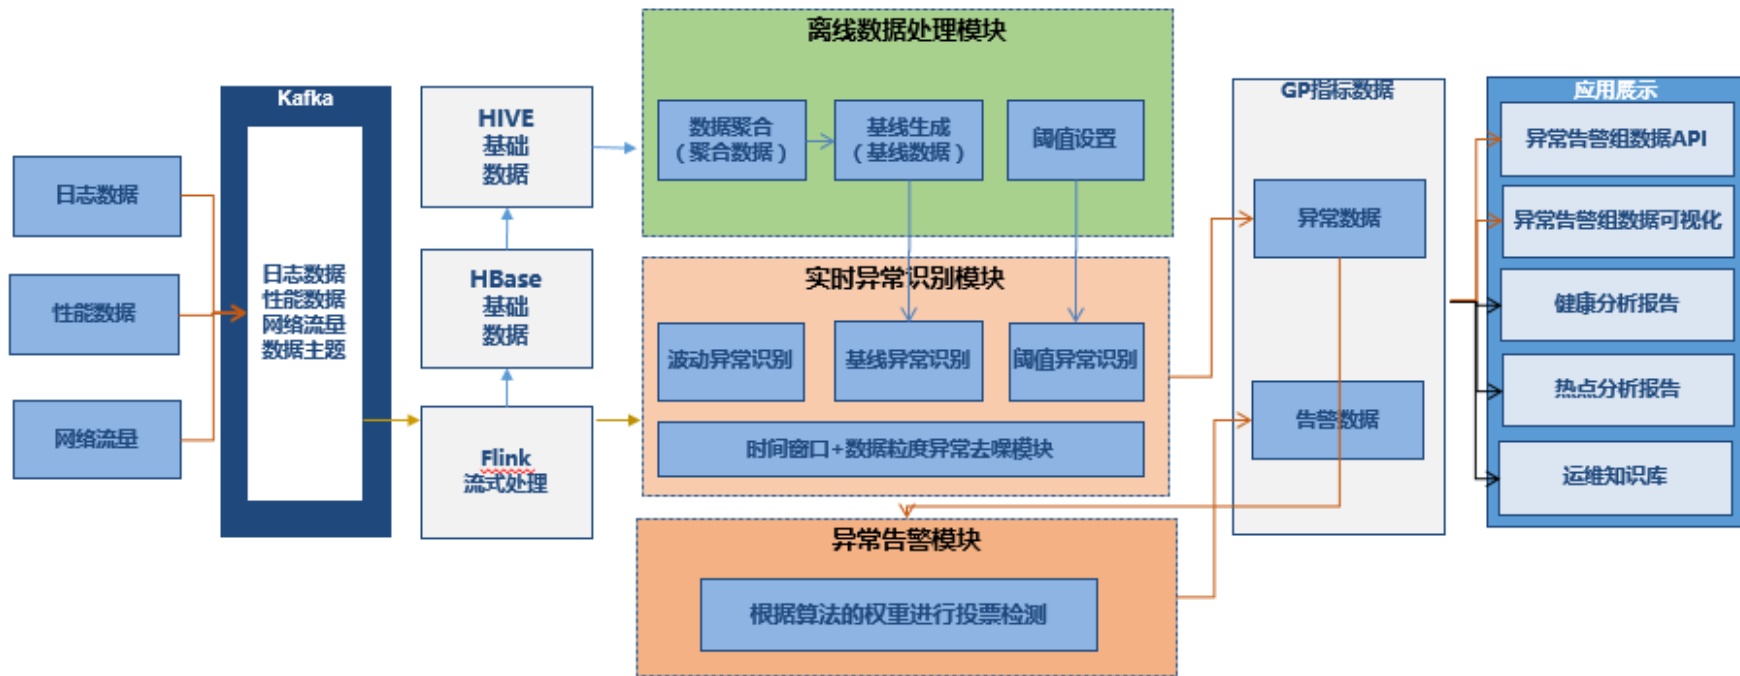 离线数据处理模块
Kafka
日志数据
性能数据
网络流量
数据主题
日志数据
性能数据
网络流量
HIVE
基础
数据
HBase
基础
数据
Flink
流式处理
数据聚合
（聚合数据）
基线生成
（基线数据）
阈值设置
实时异常识别模块
波动异常识别
基线异常识别
阈值异常识别
时间窗口+数据粒度异常去噪模块
异常告警模块
根据算法的权重进行投票检测
GP指标数据
异常数据
告警数据
应用展示
异常告警组数据API
异常告警组数据可视化
健康分析报告
热点分析报告
运维知识库